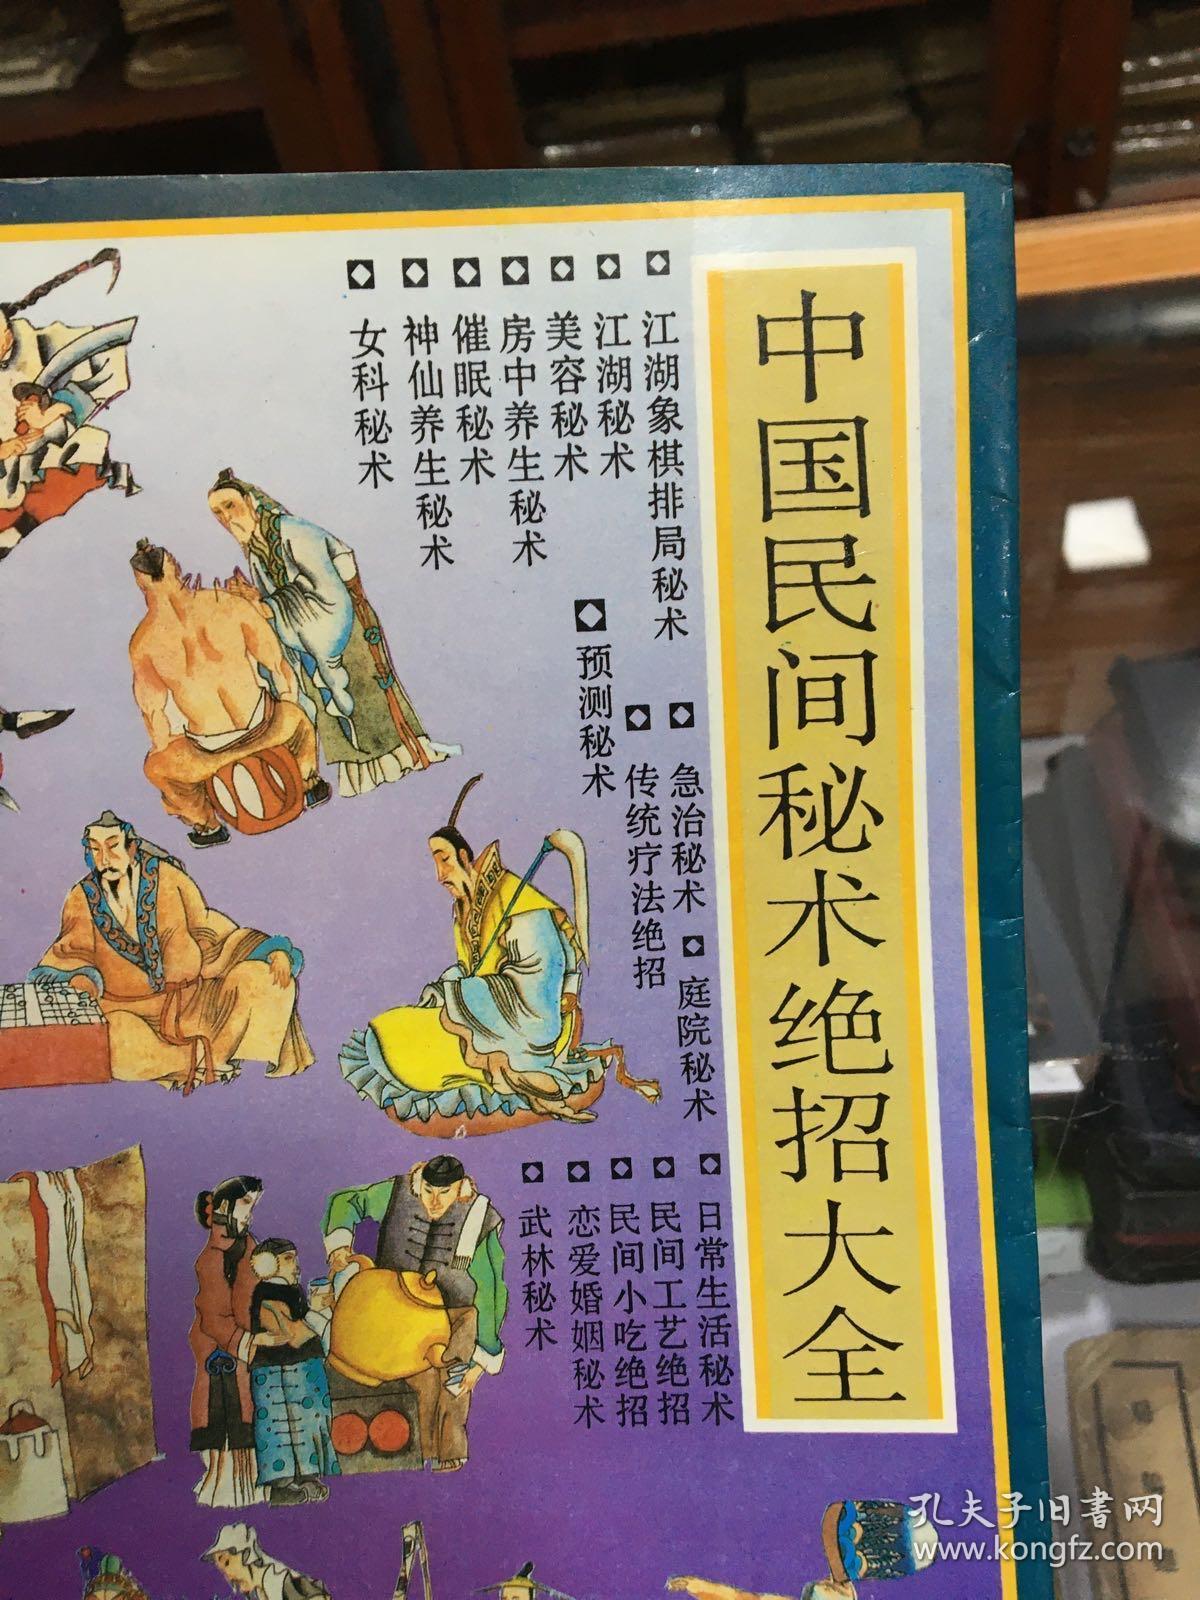 中国民间秘术绝招大全
江湖象棋排局秘术
江湖秘术
美容秘术
房中养生秘术
催眠秘术
神仙养生秘术
女科秘术
急治秘术
传统疗法绝招
预测秘术
庭院秘术
日常生活秘术
民间工艺绝招
民间小吃绝招
恋爱婚姻秘术
武林秘术
孔夫子旧书网
www.kongfz.com